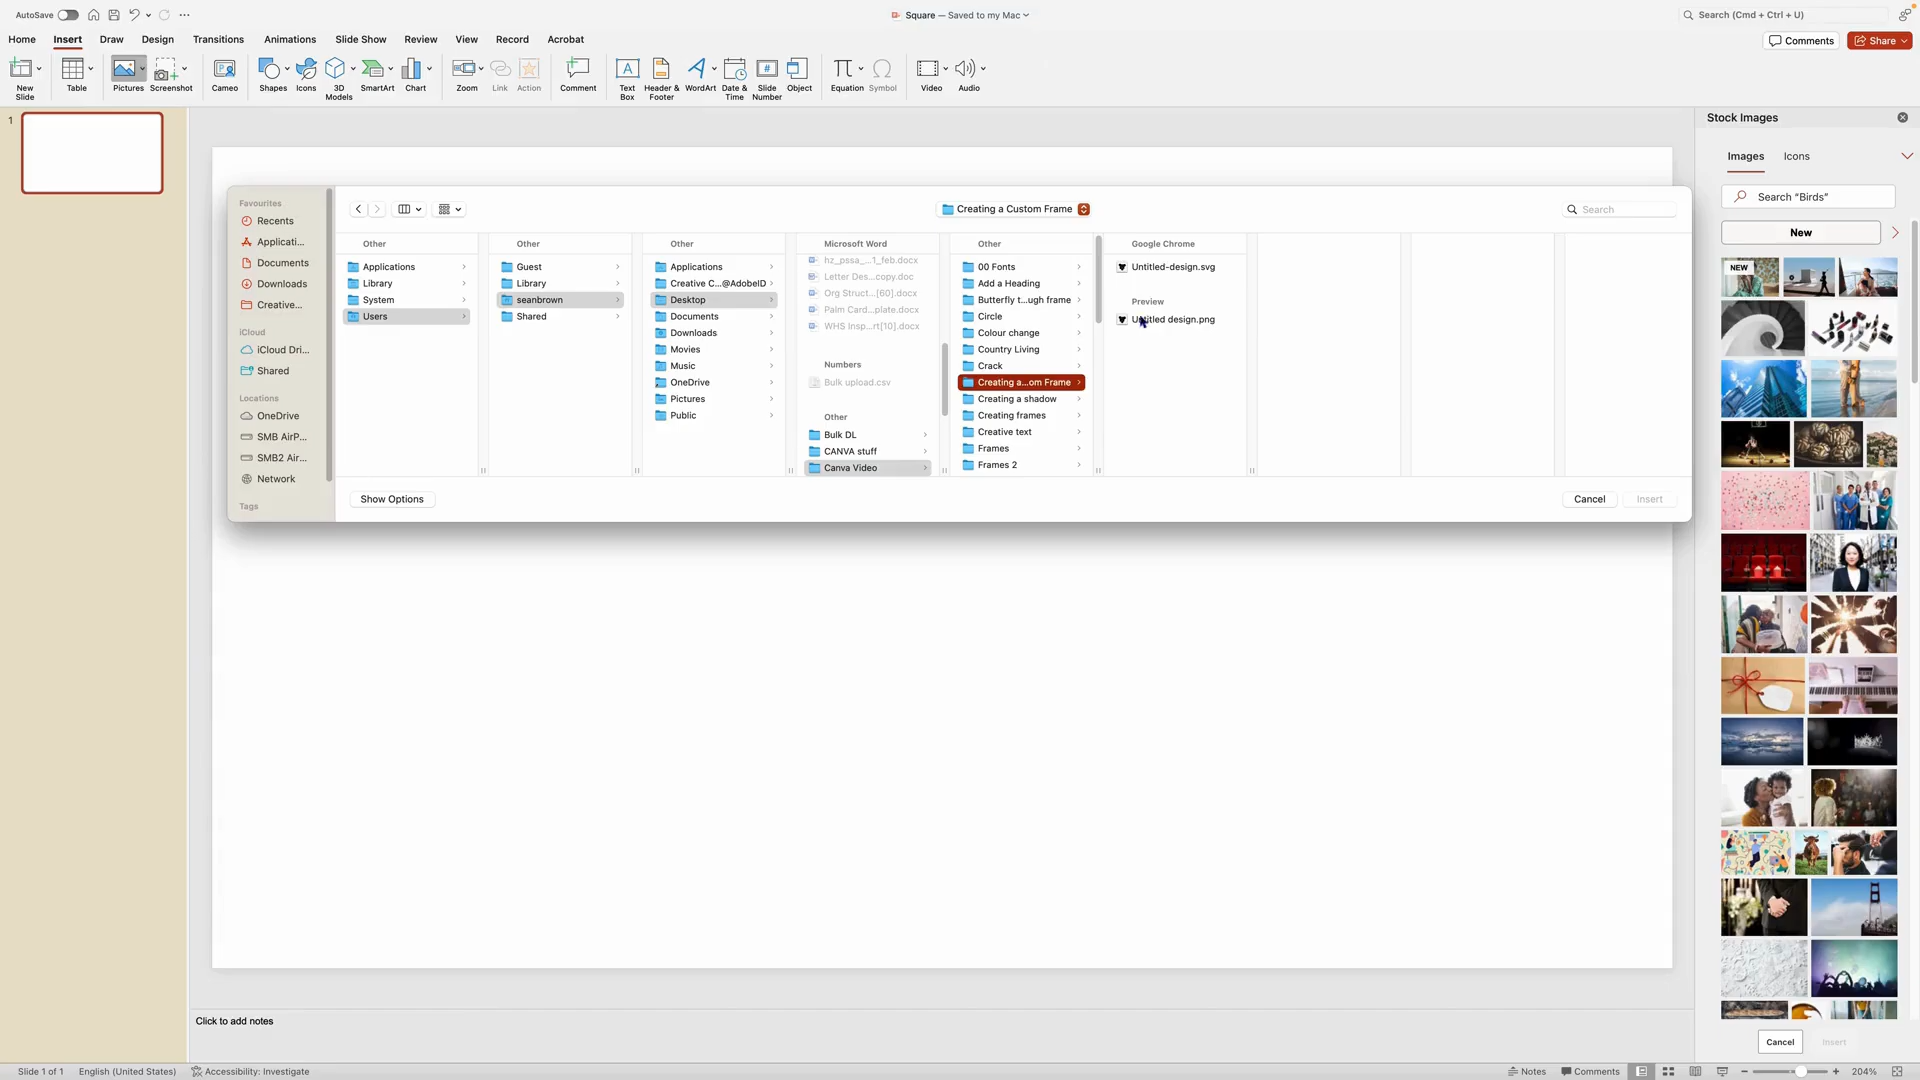 AutoSave
Square — Saved to my Mac
Search (Cmd + Ctrl + U)
Home Insert Draw Design Transitions Animations Slide Show Review View Record Acrobat
Comments Share
New Slide
Table
Pictures
Screenshot
Cameo
Shapes
Icons
3D Models
SmartArt
Chart
Zoom
Link
Action
Comment
Text Box
Header & Footer
WordArt
Date & Time
Slide Number
Object
Equation
Symbol
Video
Audio
1
Favourites
Recents
Applicati...
Documents
Downloads
Creative...
iCloud
iCloud Dri...
Shared
Locations
OneDrive
SMB AirP...
SMB2 Air...
Network
Tags
Creating a Custom Frame
Search
Other
Applications
Library
System
Users
Other
Guest
Library
seanbrown
Shared
Other
Applications
Creative C...@AdobeID
Desktop
Documents
Downloads
Movies
Music
OneDrive
Pictures
Public
Microsoft Word
hz_pssa_...1_feb.docx
Letter Des...copy.doc
Org Struct...[60].docx
Palm Card...plate.docx
WHS Insp...rt[10].docx
Numbers
Bulk upload.csv
Other
Bulk DL
CANVA stuff
Canva Video
Other
00 Fonts
Add a Heading
Butterfly t...ugh frame
Circle
Colour change
Country Living
Crack
Creating a...om Frame
Creating a shadow
Creating frames
Creative text
Frames
Frames 2
Google Chrome
Untitled-design.svg
Preview
Untitled design.png
Show Options
Cancel Insert
Stock Images
Images Icons
Search “Birds”
New
NEW
Cancel Insert
Click to add notes
Slide 1 of 1 English (United States) Accessibility: Investigate
Notes Comments 204%